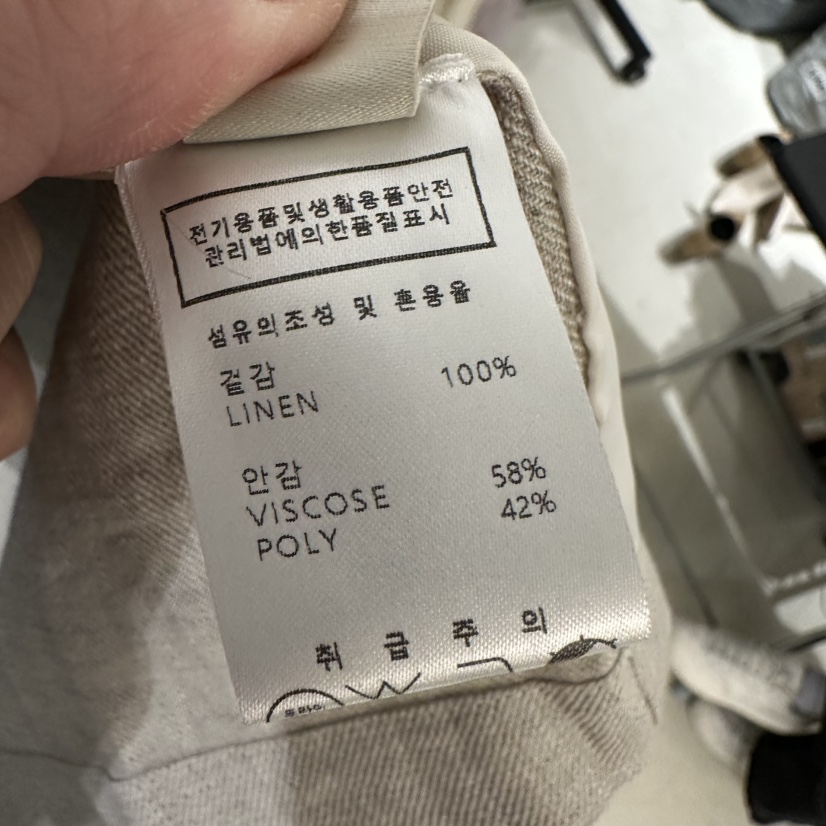 전기용품및생활용품안전
관리법에의한품질표시
섬유의조성 및 혼용율
겉감
LINEN 100%
안감
VISCOSE 58%
POLY 42%
취급주의